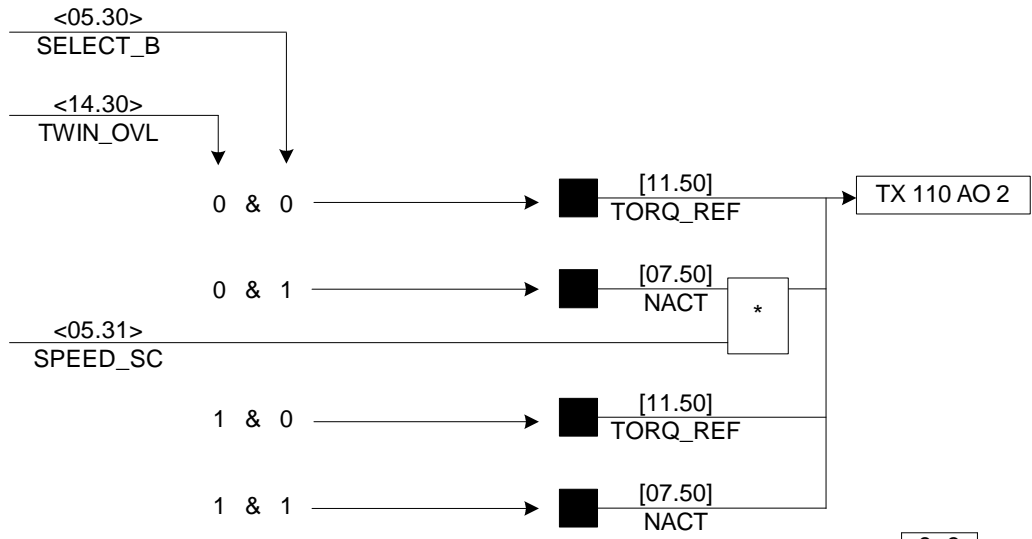 <05.30>
SELECT_B
<14.30>
TWIN_OVL
0 & 0
[11.50]
TORQ_REF
TX 110 AO 2
0 & 1
[07.50]
NACT
*
<05.31>
SPEED_SC
1 & 0
[11.50]
TORQ_REF
1 & 1
[07.50]
NACT